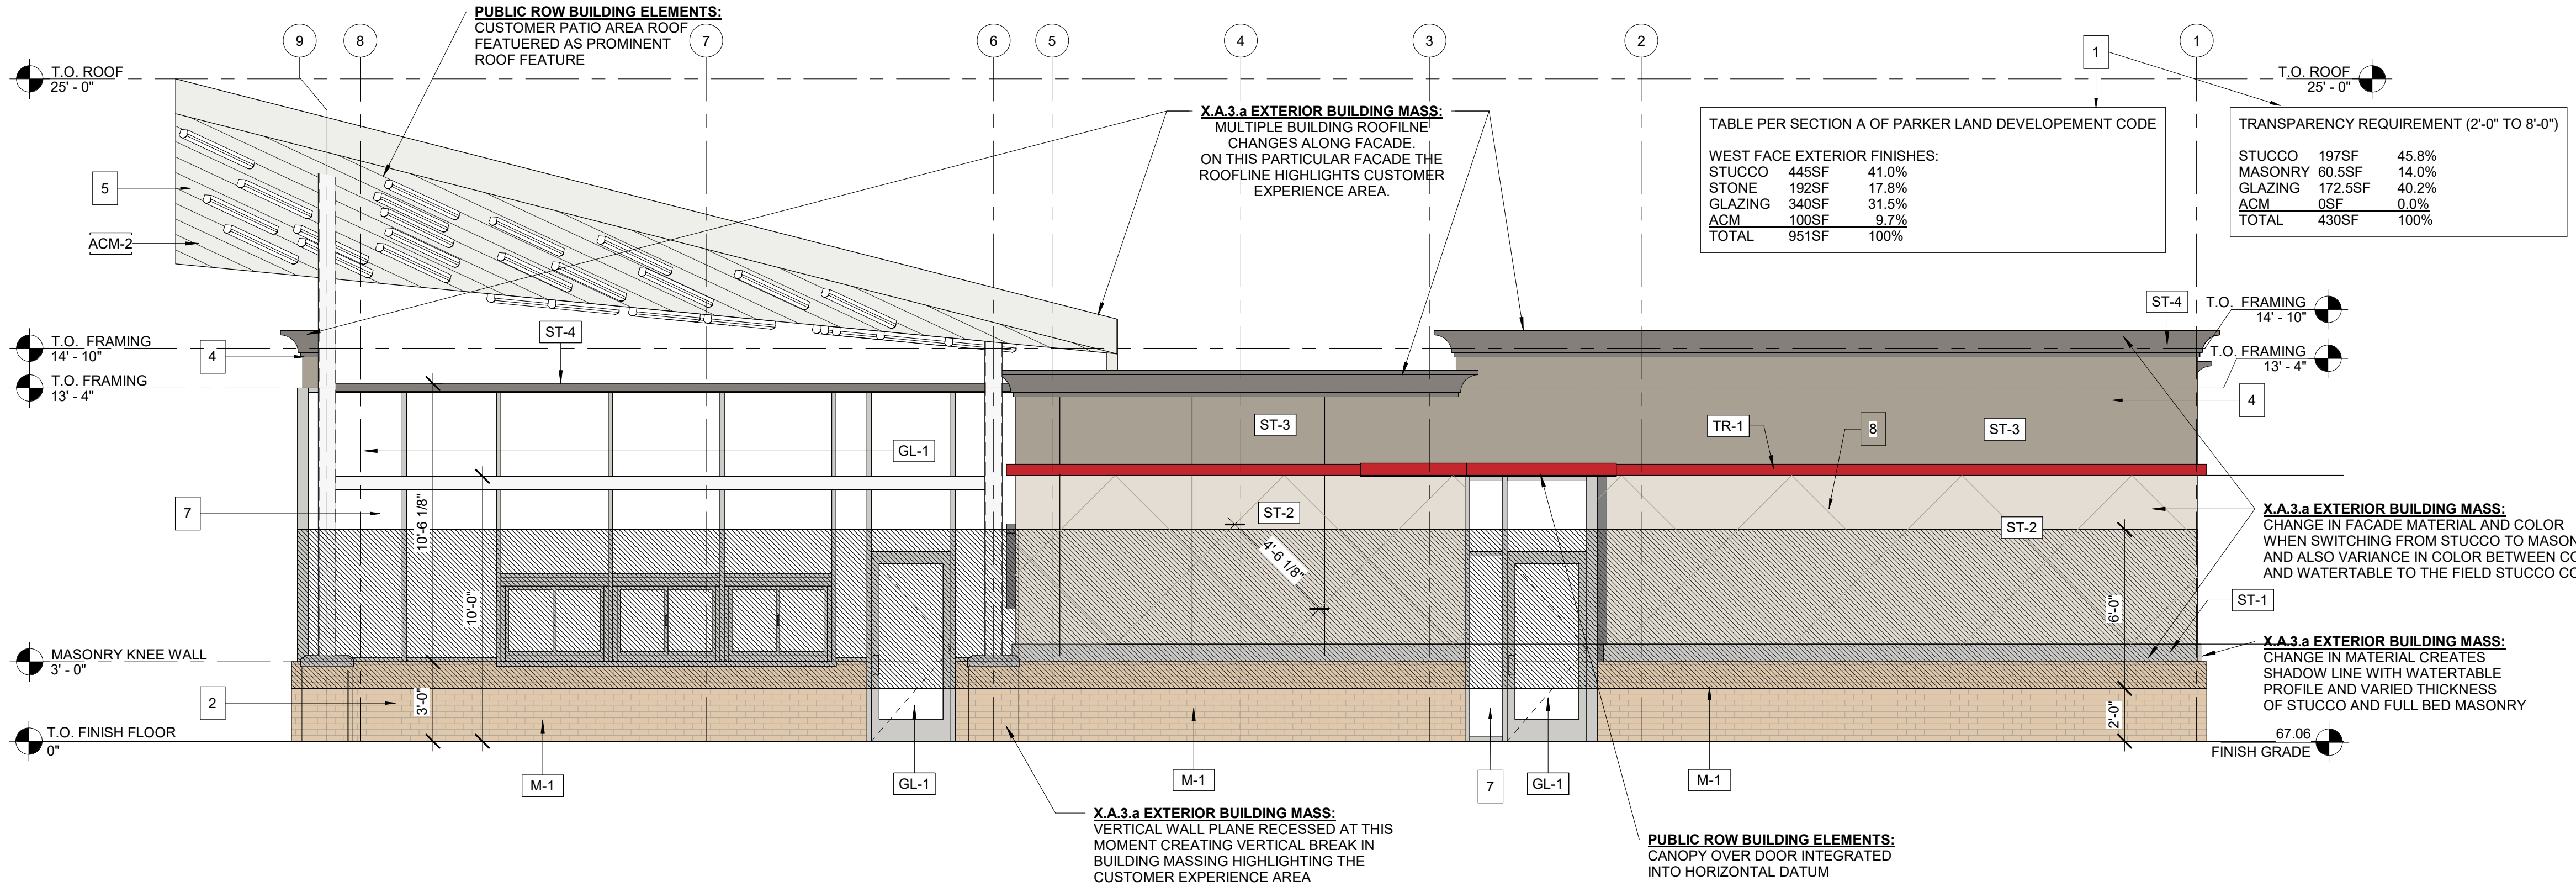 PUBLIC ROW BUILDING ELEMENTS:
CUSTOMER PATIO AREA ROOF
FEATUERED AS PROMINENT
ROOF FEATURE
9
8
7
6
5
4
3
2
1
1
T.O. ROOF
25' - 0"
T.O. ROOF
25' - 0"
X.A.3.a EXTERIOR BUILDING MASS:
MULTIPLE BUILDING ROOFILNE
CHANGES ALONG FACADE.
ON THIS PARTICULAR FACADE THE
ROOFLINE HIGHLIGHTS CUSTOMER
EXPERIENCE AREA.
TABLE PER SECTION A OF PARKER LAND DEVELOPEMENT CODE
WEST FACE EXTERIOR FINISHES:
STUCCO 445SF 41.0%
STONE 192SF 17.8%
GLAZING 340SF 31.5%
ACM 100SF 9.7%
TOTAL 951SF 100%
TRANSPARENCY REQUIREMENT (2'-0" TO 8'-0")
STUCCO 197SF 45.8%
MASONRY 60.5SF 14.0%
GLAZING 172.5SF 40.2%
ACM 0SF 0.0%
TOTAL 430SF 100%
5
ACM-2
ST-4
ST-4
T.O. FRAMING
14' - 10"
T.O. FRAMING
14' - 10"
4
T.O. FRAMING
13' - 4"
T.O. FRAMING
13' - 4"
4
ST-3
TR-1
8
ST-3
GL-1
7
10'-6 1/8"
ST-2
ST-2
4'-6 1/8"
X.A.3.a EXTERIOR BUILDING MASS:
CHANGE IN FACADE MATERIAL AND COLOR
WHEN SWITCHING FROM STUCCO TO MASON
AND ALSO VARIANCE IN COLOR BETWEEN CO
AND WATERTABLE TO THE FIELD STUCCO CO
10'-0"
6'-0"
ST-1
MASONRY KNEE WALL
3' - 0"
X.A.3.a EXTERIOR BUILDING MASS:
CHANGE IN MATERIAL CREATES
SHADOW LINE WITH WATERTABLE
PROFILE AND VARIED THICKNESS
OF STUCCO AND FULL BED MASONRY
2
3'-0"
2'-0"
T.O. FINISH FLOOR
0"
67.06
FINISH GRADE
M-1
GL-1
M-1
7
GL-1
M-1
X.A.3.a EXTERIOR BUILDING MASS:
VERTICAL WALL PLANE RECESSED AT THIS
MOMENT CREATING VERTICAL BREAK IN
BUILDING MASSING HIGHLIGHTING THE
CUSTOMER EXPERIENCE AREA
PUBLIC ROW BUILDING ELEMENTS:
CANOPY OVER DOOR INTEGRATED
INTO HORIZONTAL DATUM